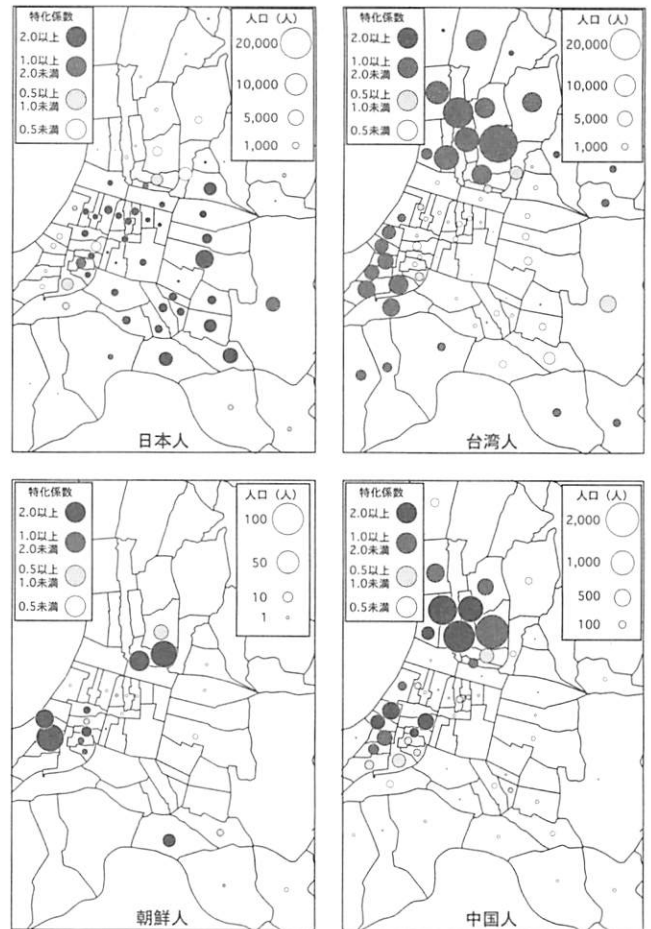 特化係数
2.0以上
1.0以上
2.0未満
0.5以上
1.0未満
0.5未満
人口（人）
20,000
10,000
5,000
1,000
日本人
特化係数
2.0以上
1.0以上
2.0未満
0.5以上
1.0未満
0.5未満
人口（人）
20,000
10,000
5,000
1,000
台湾人
特化係数
2.0以上
1.0以上
2.0未満
0.5以上
1.0未満
0.5未満
人口（人）
100
50
10
1
朝鮮人
特化係数
2.0以上
1.0以上
2.0未満
0.5以上
1.0未満
0.5未満
人口（人）
2,000
1,000
500
100
中国人